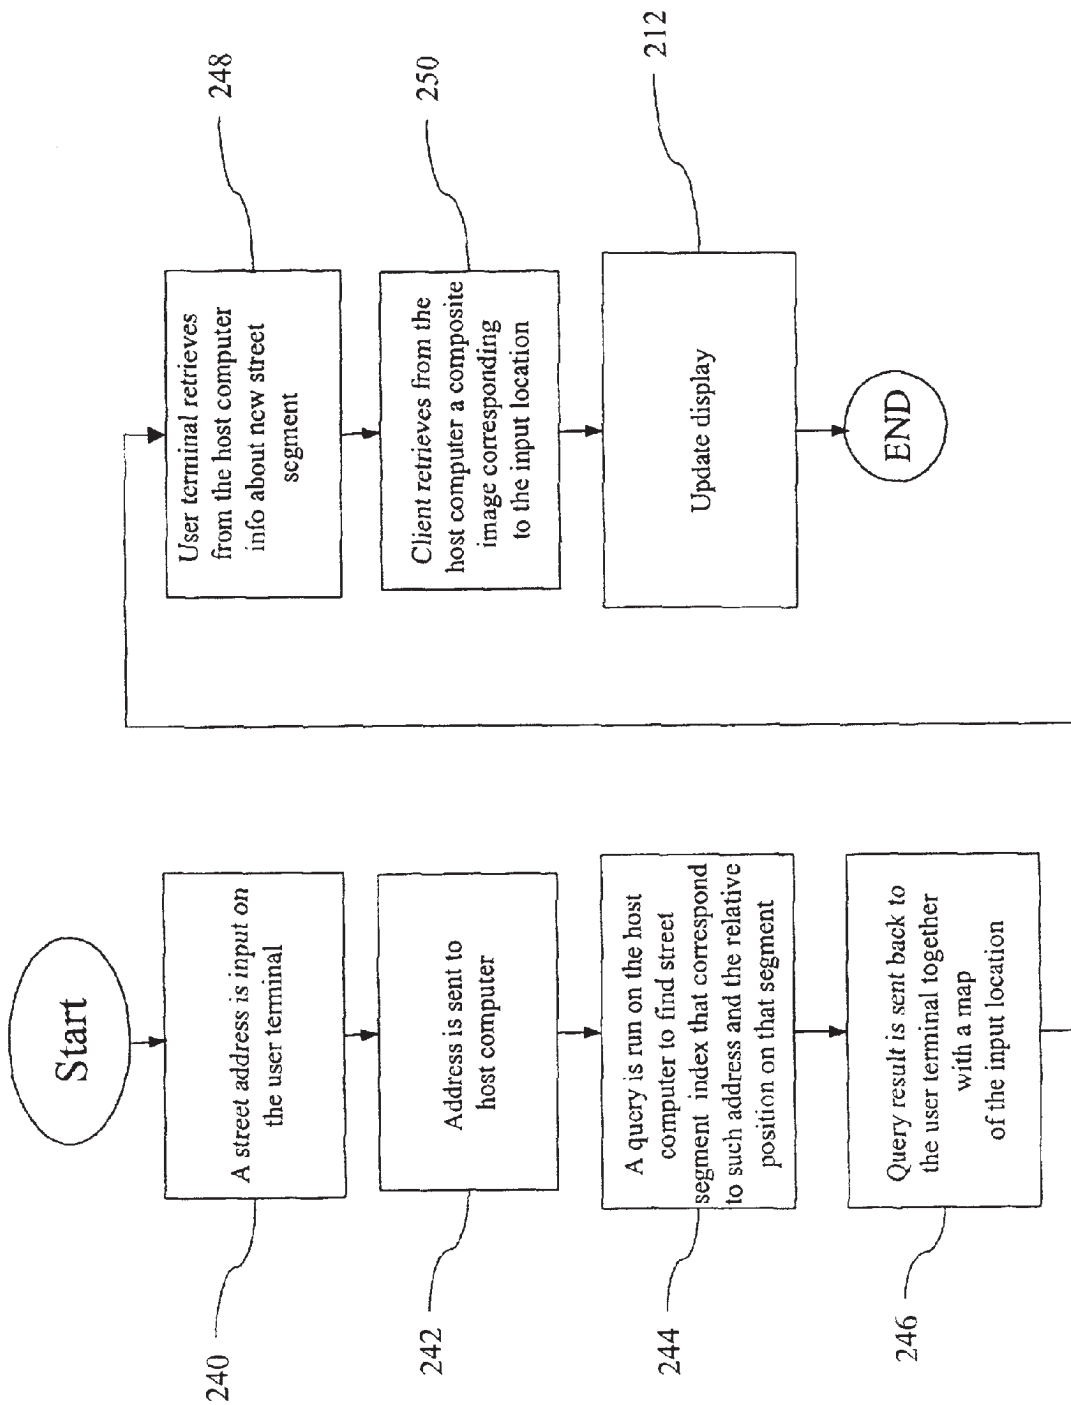 Start
240
A street address is input on
the user terminal
242
Address is sent to
host computer
244
A query is run on the host
computer to find street
segment index that correspond
to such address and the relative
position on that segment
246
Query result is sent back to
the user terminal together
with a map
of the input location
248
User terminal retrieves
from the host computer
info about new street
segment
250
Client retrieves from the
host computer a composite
image corresponding
to the input location
212
Update display
END